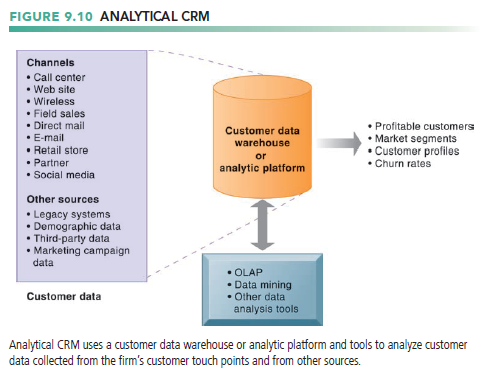 FIGURE 9.10 ANALYTICAL CRM
Channels
• Call center
• Web site
• Wireless
• Field sales
• Direct mail
• E-mail
• Retail store
• Partner
• Social media
Other sources
• Legacy systems
• Demographic data
• Third-party data
• Marketing campaign
data
Customer data
Customer data
warehouse
or
analytic platform
• Profitable customers
• Market segments
• Customer profiles
• Churn rates
• OLAP
• Data mining
• Other data
analysis tools
Analytical CRM uses a customer data warehouse or analytic platform and tools to analyze customer
data collected from the firm's customer touch points and from other sources.